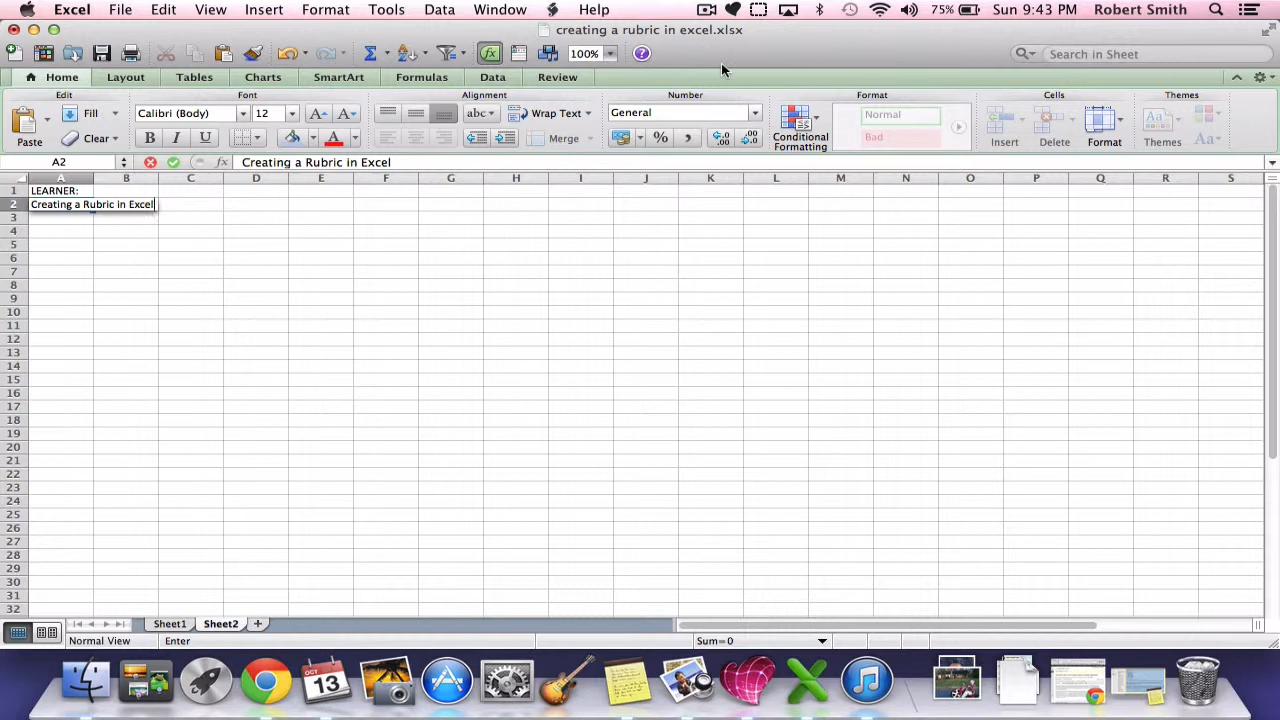 Excel File Edit View Insert Format Tools Data Window Help 75% Sun 9:43 PM Robert Smith
creating a rubric in excel.xlsx
100% Search in Sheet
Home Layout Tables Charts SmartArt Formulas Data Review
Edit Font Alignment Number Format Cells Themes
Fill Calibri (Body) 12 A A abc Wrap Text General Normal
Paste Clear B I U A Merge % Conditional Formatting Bad Insert Delete Format Themes Aa
A2 fx Creating a Rubric in Excel
A B C D E F G H I J K L M N O P Q R S
1 LEARNER:
2 Creating a Rubric in Excel
3
4
5
6
7
8
9
10
11
12
13
14
15
16
17
18
19
20
21
22
23
24
25
26
27
28
29
30
31
32
Sheet1 Sheet2
Normal View Enter Sum=0
OCT
13